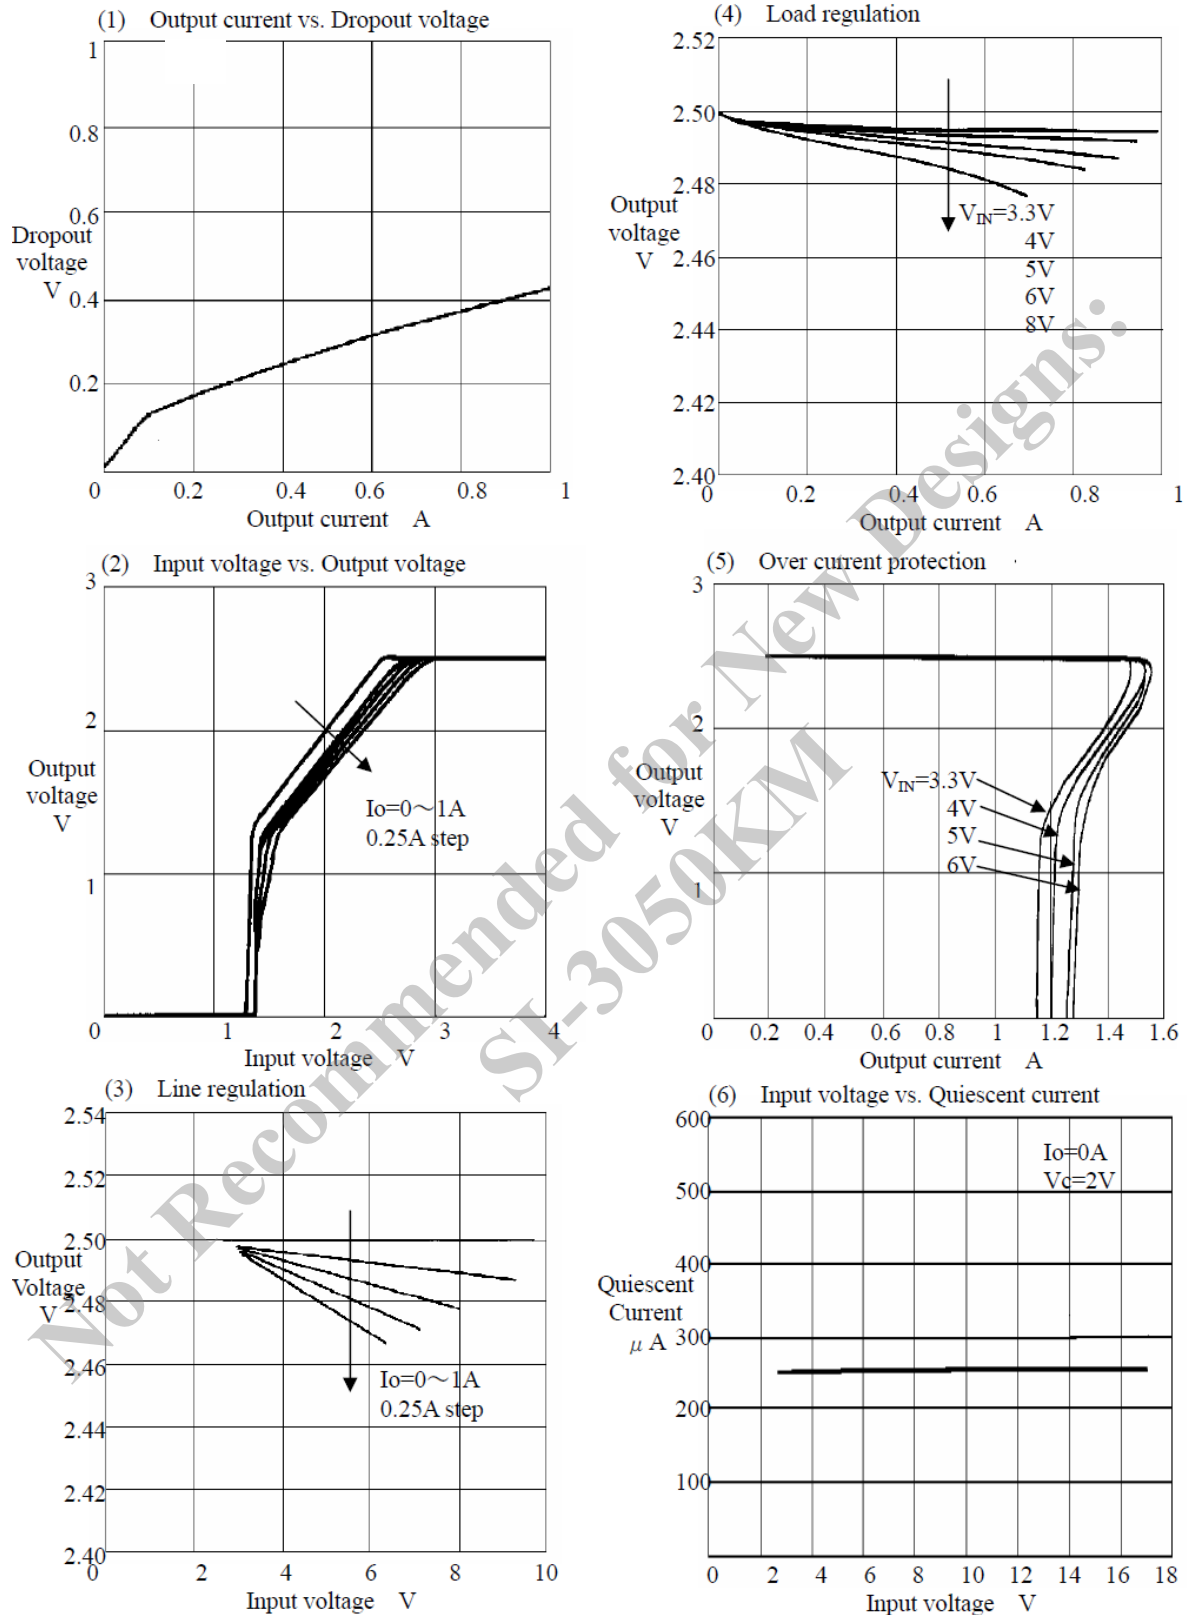 (1) Output current vs. Dropout voltage
1
0.8
0.6
Dropout
voltage
V
0.4
0.2
0 0.2 0.4 0.6 0.8 1
Output current A
(4) Load regulation
2.52
2.50
2.48
Output
voltage
V
2.46
2.44
2.42
2.40
VIN=3.3V
4V
5V
6V
8V
0 0.2 0.4 0.6 0.8 1
Output current A
(2) Input voltage vs. Output voltage
3
2
Output
voltage
V
1
Io=0～1A
0.25A step
0 1 2 3 4
Input voltage V
(5) Over current protection
3
2
Output
voltage
V
1
VIN=3.3V
4V
5V
6V
0 0.2 0.4 0.6 0.8 1.0 1.2 1.4 1.6
Output current A
(3) Line regulation
2.54
2.52
2.50
Output
Voltage
V
2.48
2.46
2.44
2.42
2.40
Io=0～1A
0.25A step
0 2 4 6 8 10
Input voltage V
(6) Input voltage vs. Quiescent current
600
500
400
Quiescent
Current
μ A
300
200
100
Io=0A
Vc=2V
0 2 4 6 8 10 12 14 16 18
Input voltage V
Not Recommended for New Designs:
SI-3050KM